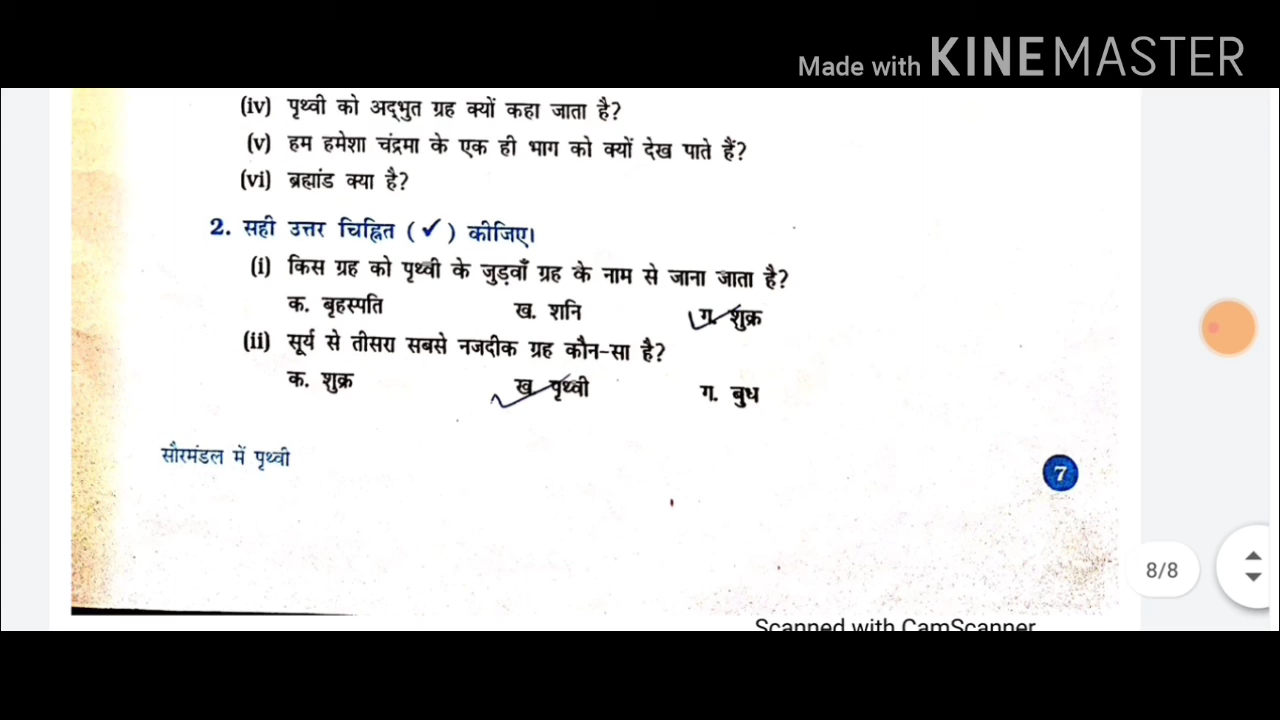 Made with KINEMASTER
(iv) पृथ्वी को अद्भुत ग्रह क्यों कहा जाता है?
(v) हम हमेशा चंद्रमा के एक ही भाग को क्यों देख पाते हैं?
(vi) ब्रह्मांड क्या है?
2. सही उत्तर चिह्नित (✓) कीजिए।
(i) किस ग्रह को पृथ्वी के जुड़वाँ ग्रह के नाम से जाना जाता है?
क. बृहस्पति ख. शनि ग. शुक्र
(ii) सूर्य से तीसरा सबसे नजदीक ग्रह कौन-सा है?
क. शुक्र ख. पृथ्वी ग. बुध
सौरमंडल में पृथ्वी
7
8/8
Scanned with CamScanner